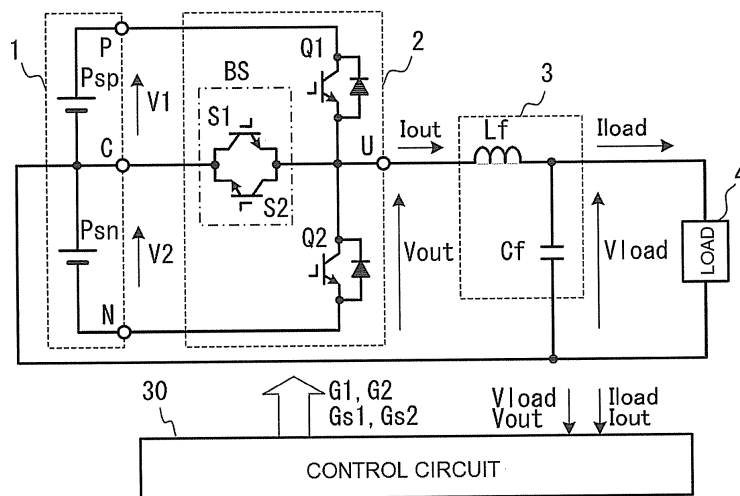 1
P
Q1
2
Psp
V1
BS
3
S1
Iout
Lf
Iload
C
U
4
S2
Psn
V2
Q2
Vout
Cf
Vload
LOAD
N
30
G1, G2
Gs1, Gs2
Vload
Vout
Iload
Iout
CONTROL CIRCUIT